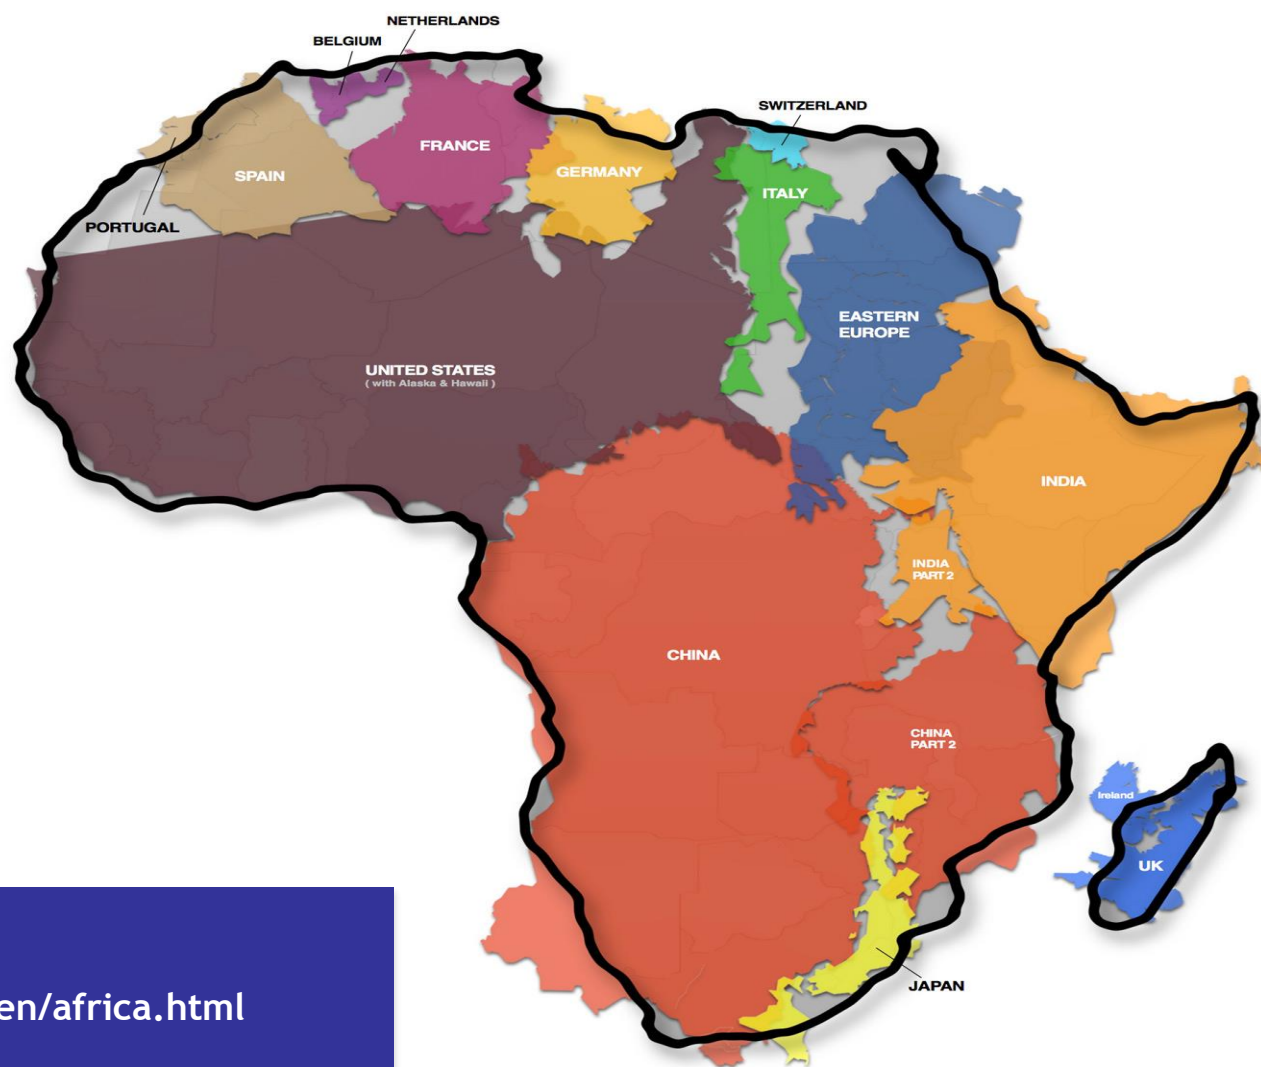 NETHERLANDS
BELGIUM
SWITZERLAND
FRANCE
GERMANY
SPAIN
ITALY
PORTUGAL
EASTERN
EUROPE
UNITED STATES
( with Alaska & Hawaii )
INDIA
INDIA
PART 2
CHINA
CHINA
PART 2
Ireland
UK
JAPAN
en/africa.html